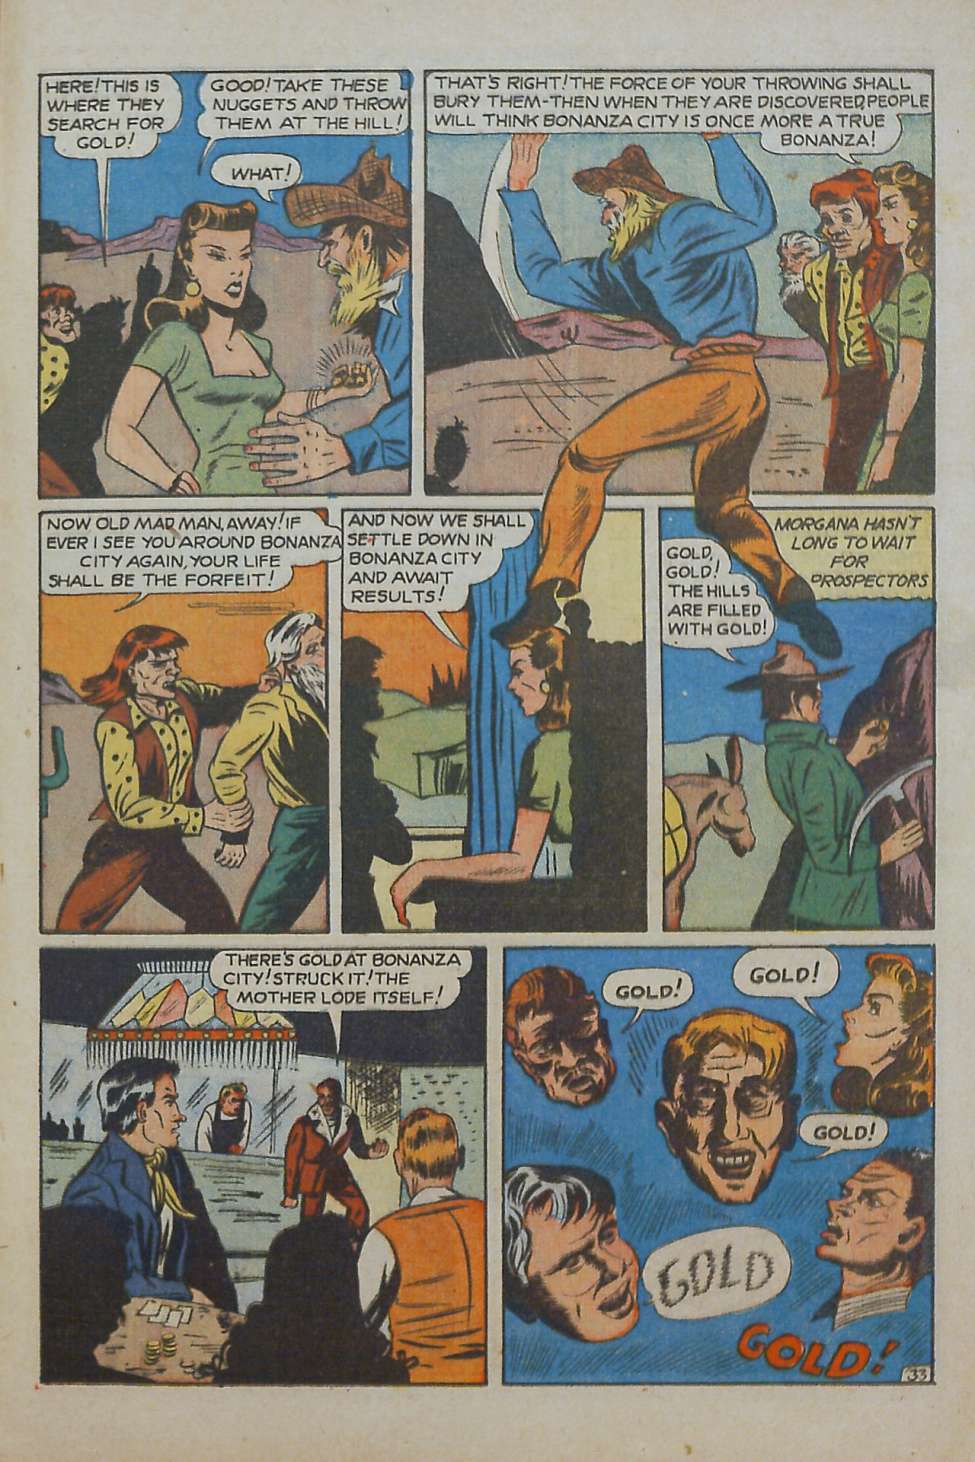 HERE! THIS IS
WHERE THEY
SEARCH FOR
GOLD!
GOOD! TAKE THESE
NUGGETS AND THROW
THEM AT THE HILL!
WHAT!
THAT'S RIGHT! THE FORCE OF YOUR THROWING SHALL
BURY THEM-THEN WHEN THEY ARE DISCOVERED, PEOPLE
WILL THINK BONANZA CITY IS ONCE MORE A TRUE
BONANZA!
NOW OLD MAD MAN, AWAY! IF
EVER I SEE YOU AROUND BONANZA
CITY AGAIN, YOUR LIFE
SHALL BE THE FORFEIT!
AND NOW WE SHALL
SETTLE DOWN IN
BONANZA CITY
AND AWAIT
RESULTS!
MORGANA HASN'T
LONG TO WAIT
FOR
PROSPECTORS
GOLD,
GOLD!
THE HILLS
ARE FILLED
WITH GOLD!
THERE'S GOLD AT BONANZA
CITY! STRUCK IT! THE
MOTHER LODE ITSELF!
GOLD!
GOLD!
GOLD!
GOLD
GOLD!
33